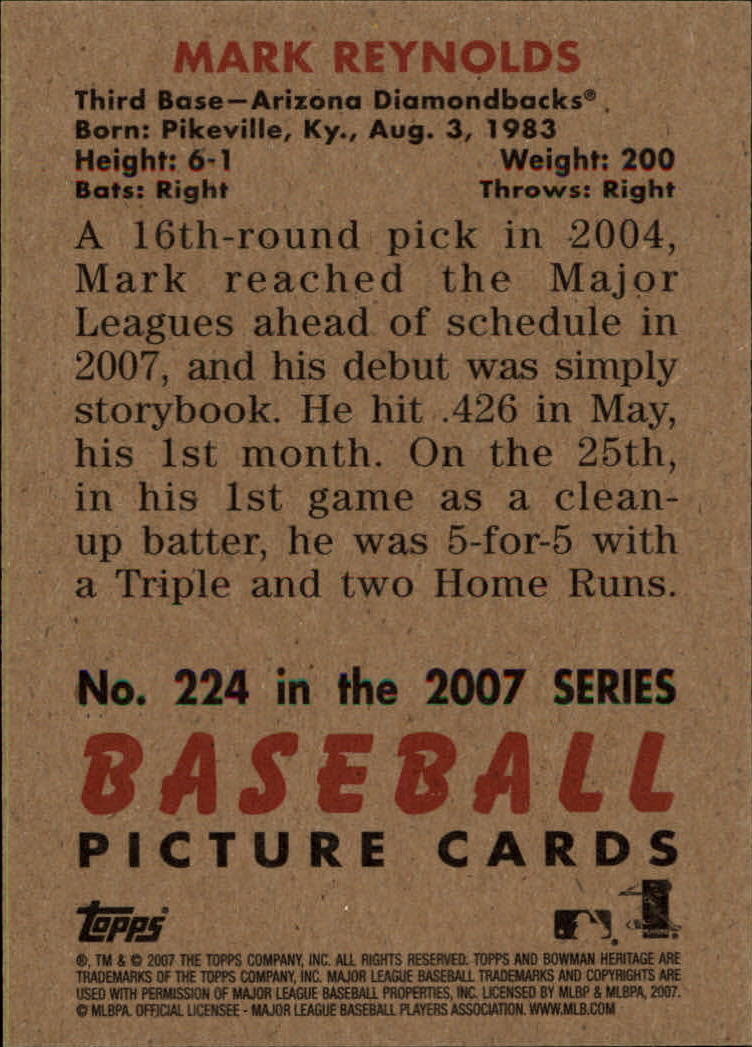 MARK REYNOLDS
Third Base—Arizona Diamondbacks®
Born: Pikeville, Ky., Aug. 3, 1983
Height: 6-1 Weight: 200
Bats: Right Throws: Right
A 16th-round pick in 2004,
Mark reached the Major
Leagues ahead of schedule in
2007, and his debut was simply
storybook. He hit .426 in May,
his 1st month. On the 25th,
in his 1st game as a clean-
up batter, he was 5-for-5 with
a Triple and two Home Runs.
No. 224 in the 2007 SERIES
BASEBALL
PICTURE CARDS
Topps
®, TM & © 2007 THE TOPPS COMPANY, INC. ALL RIGHTS RESERVED. TOPPS AND BOWMAN HERITAGE ARE
TRADEMARKS OF THE TOPPS COMPANY, INC. MAJOR LEAGUE BASEBALL TRADEMARKS AND COPYRIGHTS ARE
USED WITH PERMISSION OF MAJOR LEAGUE BASEBALL PROPERTIES, INC. LICENSED BY MLBP & MLBPA, 2007.
© MLBPA. OFFICIAL LICENSEE - MAJOR LEAGUE BASEBALL PLAYERS ASSOCIATION. WWW.MLB.COM